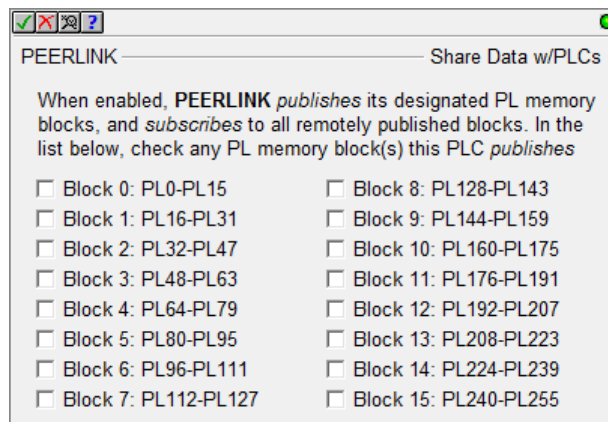 PEERLINK Share Data w/PLCs
When enabled, PEERLINK publishes its designated PL memory
blocks, and subscribes to all remotely published blocks. In the
list below, check any PL memory block(s) this PLC publishes
Block 0: PL0-PL15
Block 1: PL16-PL31
Block 2: PL32-PL47
Block 3: PL48-PL63
Block 4: PL64-PL79
Block 5: PL80-PL95
Block 6: PL96-PL111
Block 7: PL112-PL127
Block 8: PL128-PL143
Block 9: PL144-PL159
Block 10: PL160-PL175
Block 11: PL176-PL191
Block 12: PL192-PL207
Block 13: PL208-PL223
Block 14: PL224-PL239
Block 15: PL240-PL255